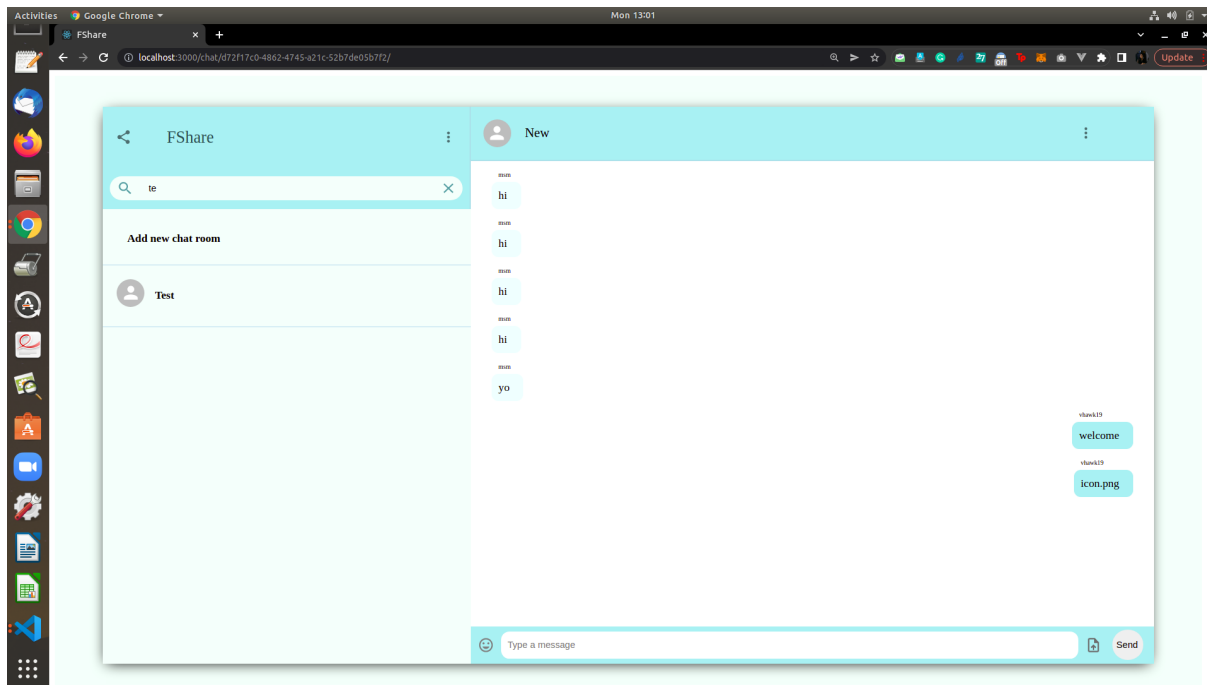 Activities Google Chrome Mon 13:01
FShare
localhost:3000/chat/d72f17c0-4862-4745-a21c-52b7de05b7f2/
27
off
Update
FShare
te
Add new chat room
Test
New
msm
hi
msm
hi
msm
hi
msm
hi
msm
yo
vhawk19
welcome
vhawk19
icon.png
Type a message
Send